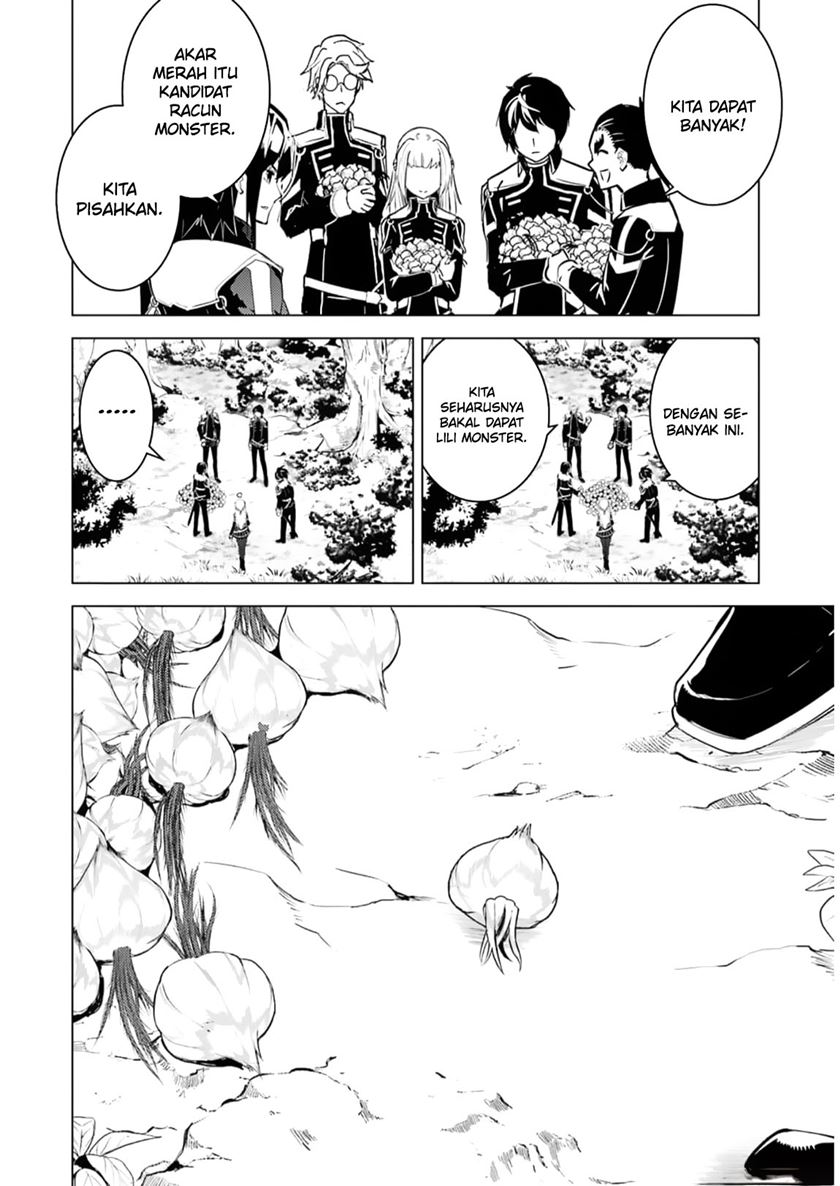 KITA DAPAT
BANYAK!
AKAR
MERAH ITU
KANDIDAT
RACUN
MONSTER.
KITA
PISAHKAN.
DENGAN SE-
BANYAK INI.
KITA
SEHARUSNYA
BAKAL DAPAT
LILI MONSTER.
.....